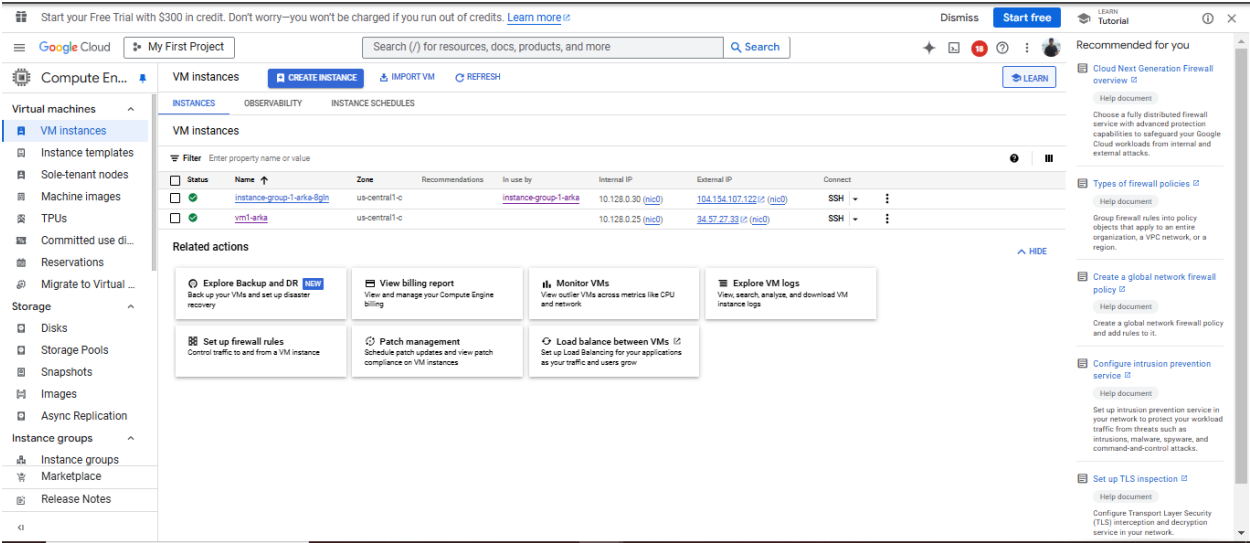 Start your Free Trial with $300 in credit. Don't worry—you won't be charged if you run out of credits. Learn more
Dismiss
Start free
LEARN
Tutorial
Google Cloud
My First Project
Search (/) for resources, docs, products, and more
Search
18
Recommended for you
Compute En...
VM instances
CREATE INSTANCE
IMPORT VM
REFRESH
LEARN
INSTANCES
OBSERVABILITY
INSTANCE SCHEDULES
Virtual machines
VM instances
Instance templates
Sole-tenant nodes
Machine images
TPUs
Committed use di...
Reservations
Migrate to Virtual ...
Storage
Disks
Storage Pools
Snapshots
Images
Async Replication
Instance groups
Instance groups
Marketplace
Release Notes
VM instances
Filter Enter property name or value
Status Name Zone Recommendations In use by Internal IP External IP Connect
instance-group-1-arka-8gln us-central1-c instance-group-1-arka 10.128.0.30 (nic0) 104.154.107.122 (nic0) SSH
vm1-arka us-central1-c 10.128.0.25 (nic0) 34.57.27.33 (nic0) SSH
Related actions
HIDE
Explore Backup and DR NEW
Back up your VMs and set up disaster
recovery
View billing report
View and manage your Compute Engine
billing
Monitor VMs
View outlier VMs across metrics like CPU
and network
Explore VM logs
View, search, analyze, and download VM
instance logs
Set up firewall rules
Control traffic to and from a VM instance
Patch management
Schedule patch updates and view patch
compliance on VM instances
Load balance between VMs
Set up Load Balancing for your applications
as your traffic and users grow
Cloud Next Generation Firewall
overview
Help document
Choose a fully distributed firewall
service with advanced protection
capabilities to safeguard your Google
Cloud workloads from internal and
external attacks.
Types of firewall policies
Help document
Group firewall rules into policy
objects that apply to an entire
organization, a VPC network, or a
region.
Create a global network firewall
policy
Help document
Create a global network firewall policy
and add rules to it.
Configure intrusion prevention
service
Help document
Set up intrusion prevention service in
your network to protect your workload
traffic from threats such as
intrusions, malware, spyware, and
command-and-control attacks.
Set up TLS inspection
Help document
Configure Transport Layer Security
(TLS) interception and decryption
service in your network.